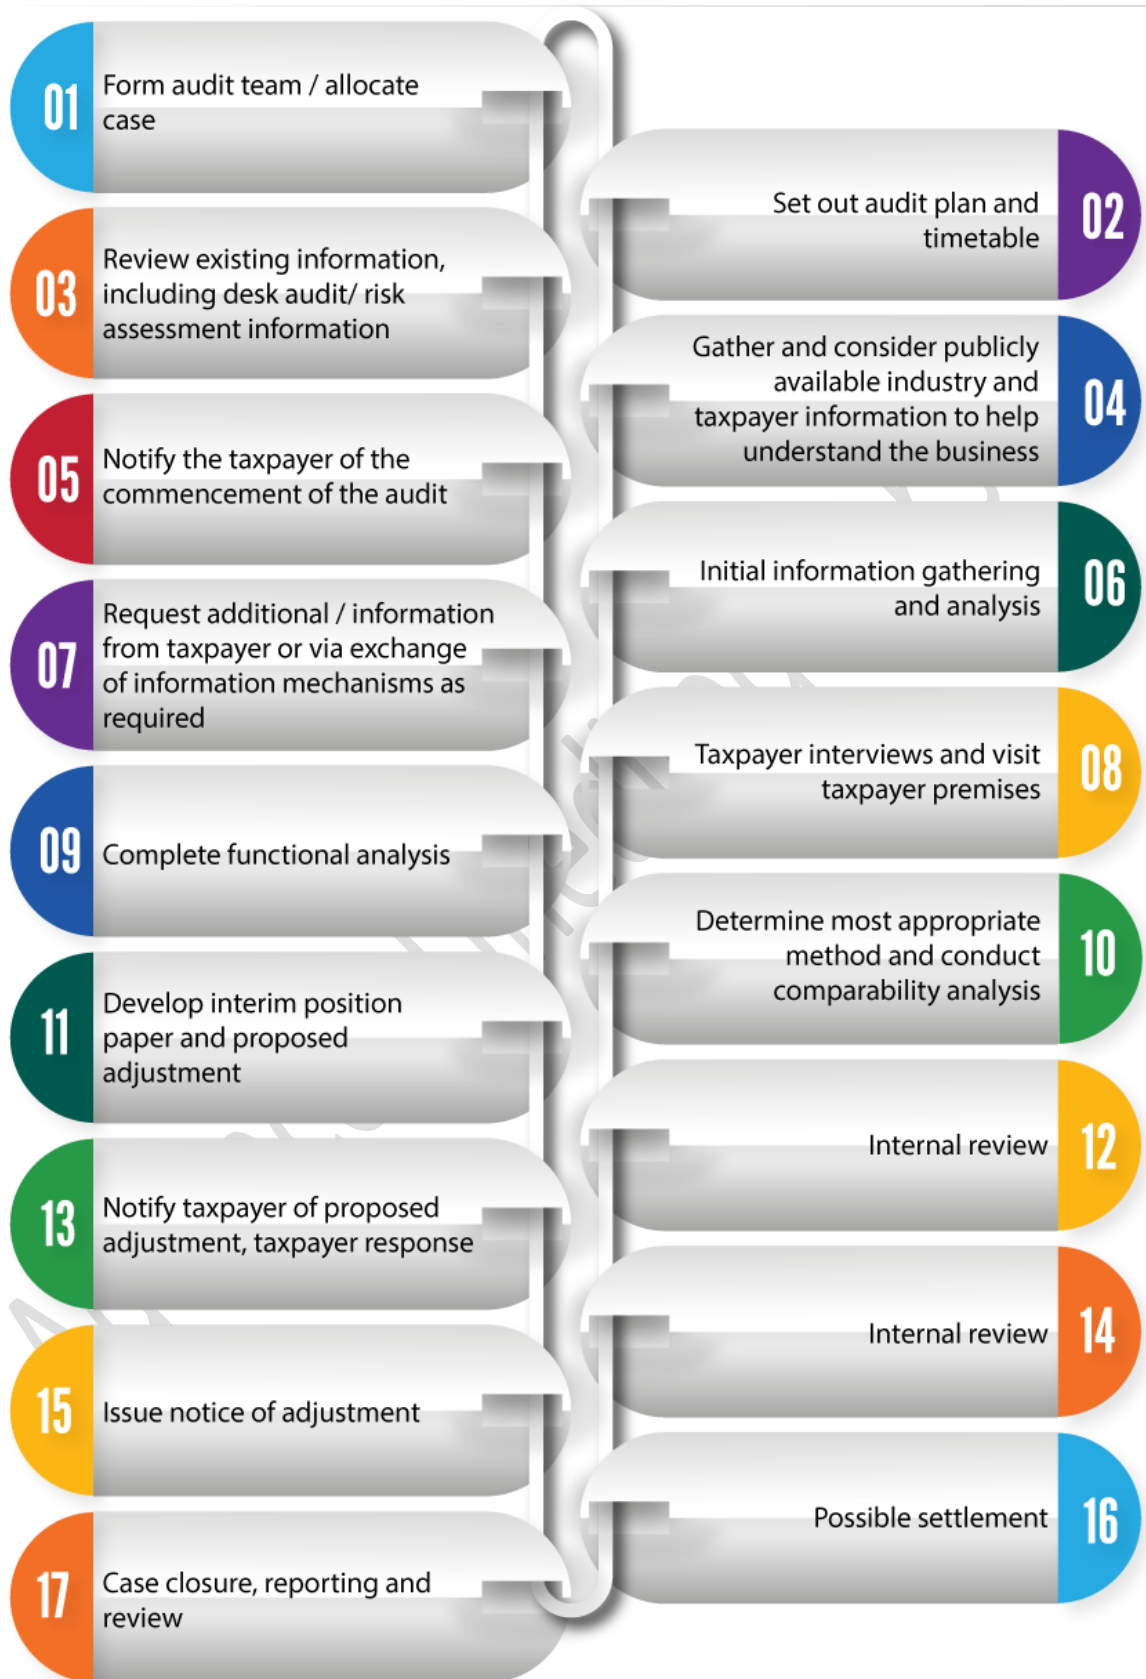 01
Form audit team / allocate
case
02
Set out audit plan and
timetable
03
Review existing information,
including desk audit/ risk
assessment information
04
Gather and consider publicly
available industry and
taxpayer information to help
understand the business
05
Notify the taxpayer of the
commencement of the audit
06
Initial information gathering
and analysis
07
Request additional / information
from taxpayer or via exchange
of information mechanisms as
required
08
Taxpayer interviews and visit
taxpayer premises
09
Complete functional analysis
10
Determine most appropriate
method and conduct
comparability analysis
11
Develop interim position
paper and proposed
adjustment
12
Internal review
13
Notify taxpayer of proposed
adjustment, taxpayer response
14
Internal review
15
Issue notice of adjustment
16
Possible settlement
17
Case closure, reporting and
review